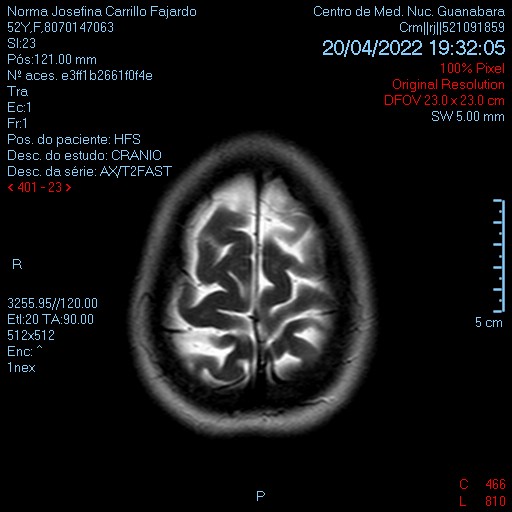 Norma Josefina Carrillo Fajardo
52Y,F,8070147063
Sl:23
Pós:121.00 mm
Nº aces. e3ff1b2661f0f4e
Tra
Ec:1
Fr:1
Pos. do paciente: HFS
Desc. do estudo: CRANIO
Desc. da série: AX/T2FAST
< 401 - 23 >
Centro de Med. Nuc. Guanabara
Crm||rj||521091859
20/04/2022 19:32:05
100% Pixel
Original Resolution
DFOV 23.0 x 23.0 cm
SW 5.00 mm
R
5 cm
3255.95//120.00
Etl:20 TA:90.00
512x512
Enc: ^
1nex
P
C 466
L 810